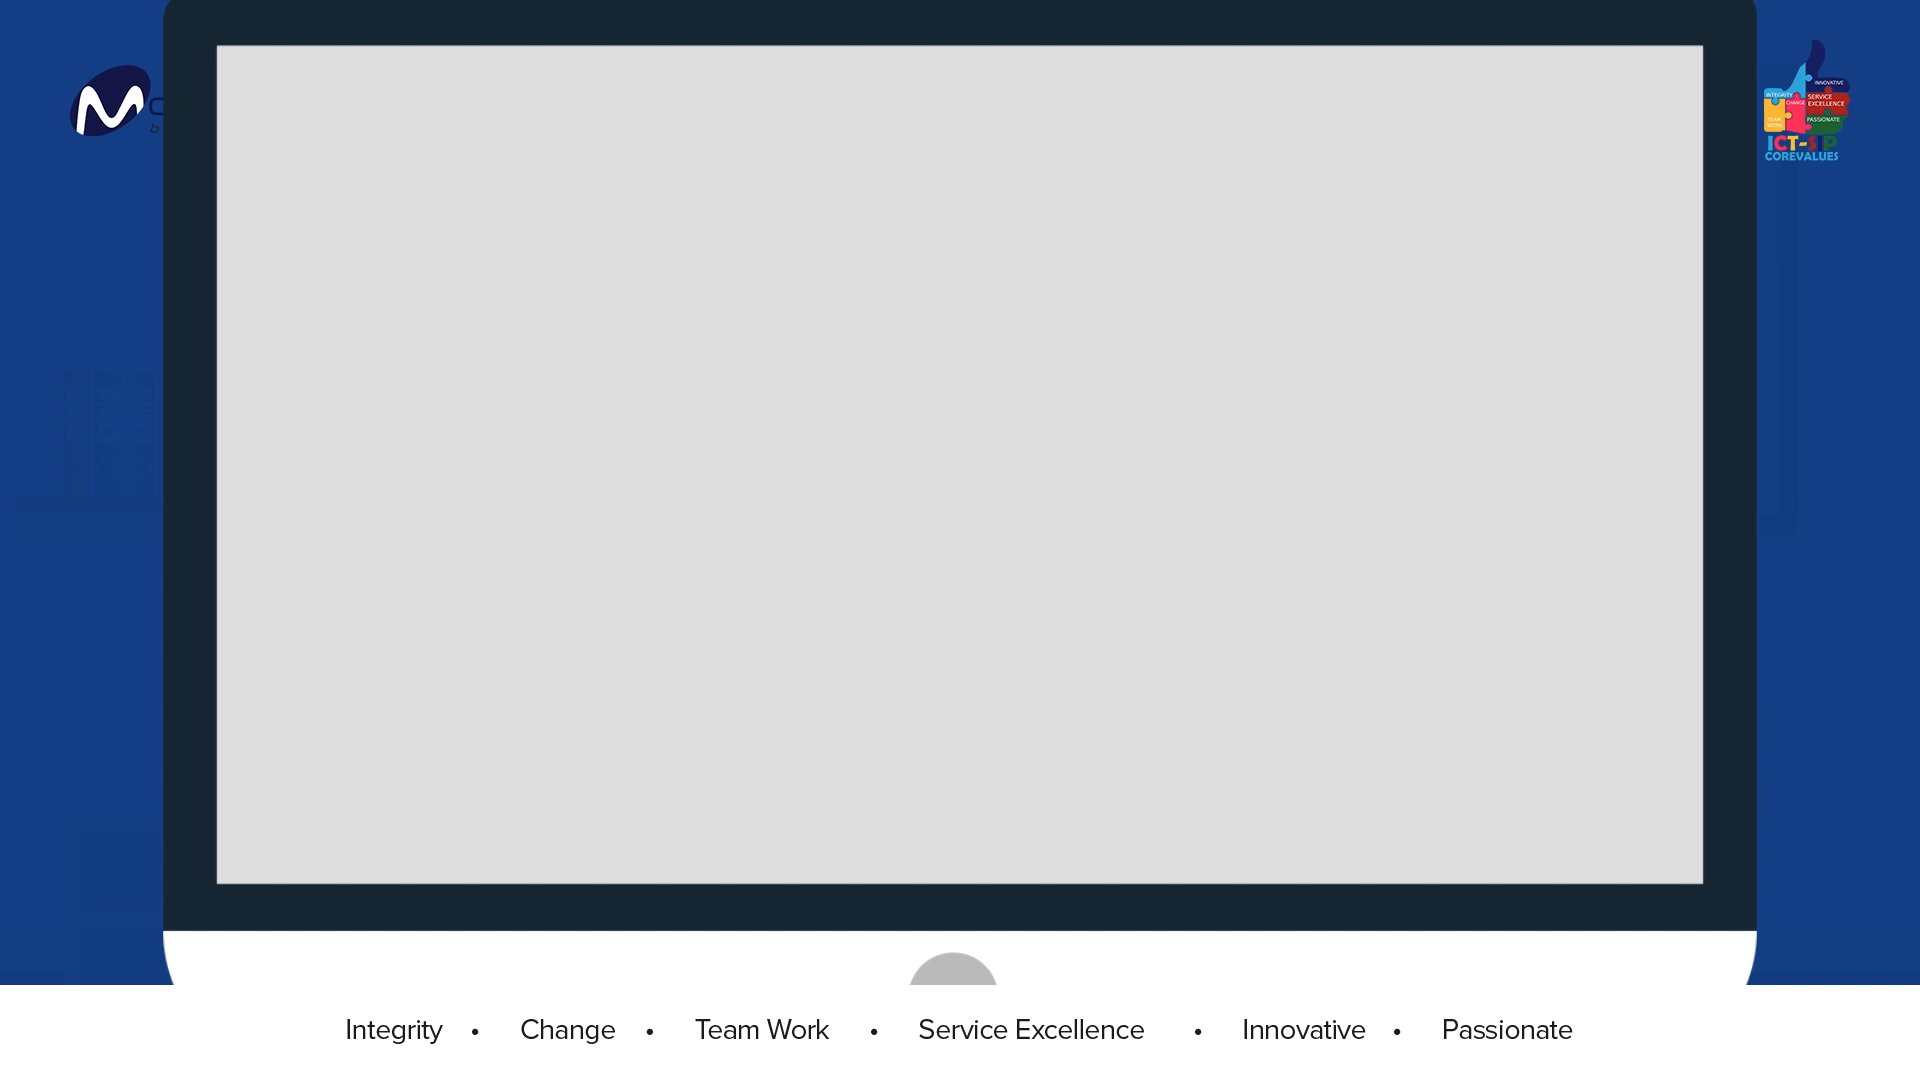 INNOVATIVE
INTEGRITY
CHANGE
SERVICE
EXCELLENCE
TEAM
WORK
PASSIONATE
ICT-SIP
COREVALUES
Integrity • Change • Team Work • Service Excellence • Innovative • Passionate